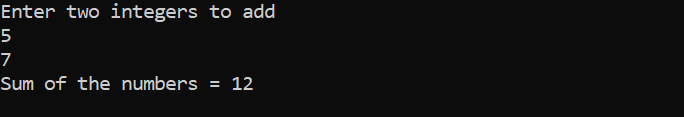 Enter two integers to add
5
7
Sum of the numbers = 12